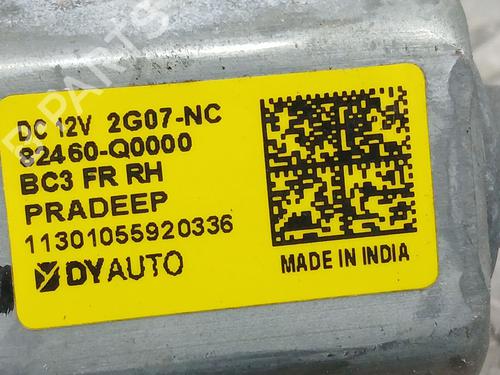 DC 12V 2G07-NC
82460-Q0000
BC3 FR RH
PRADEEP
11301055920336
DYAUTO
MADE IN INDIA